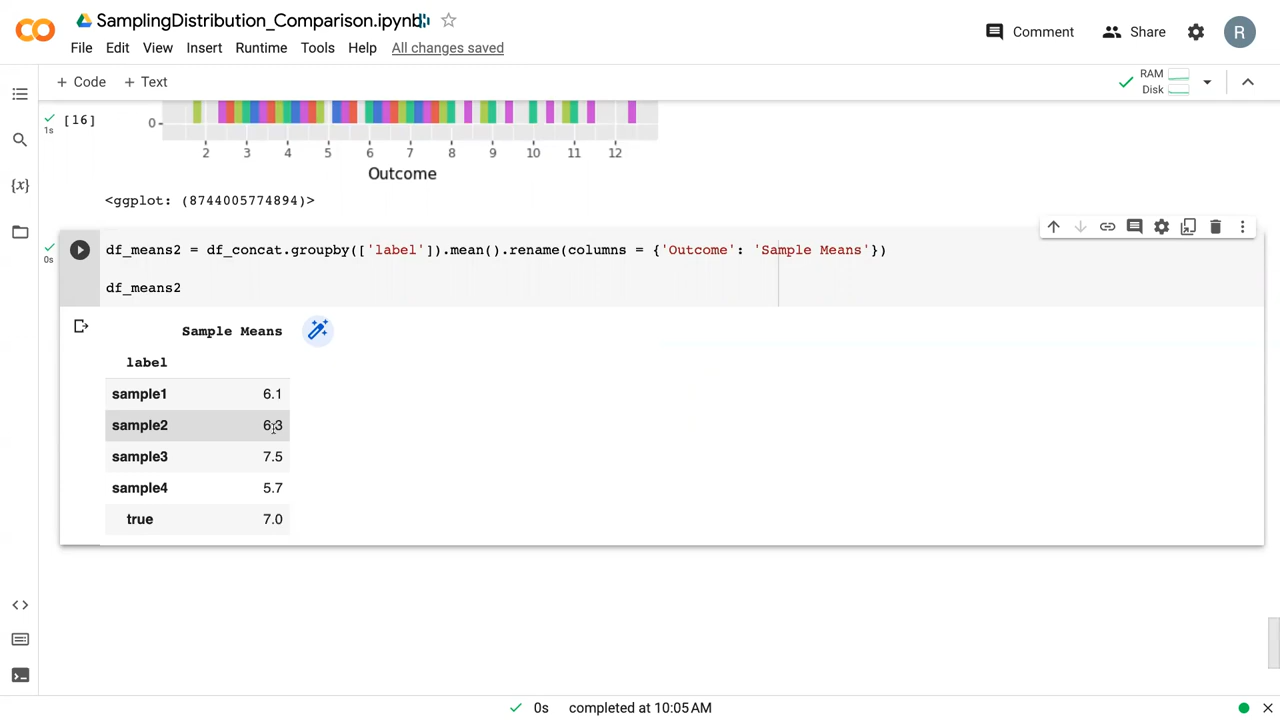 SamplingDistribution_Comparison.ipynb
File Edit View Insert Runtime Tools Help All changes saved
Comment Share R
+ Code + Text
RAM
Disk
1s [16]
0
2 3 4 5 6 7 8 9 10 11 12
Outcome
<ggplot: (8744005774894)>
0s
df_means2 = df_concat.groupby(['label']).mean().rename(columns = {'Outcome': 'Sample Means'})
df_means2
Sample Means
label
sample1 6.1
sample2 6.3
sample3 7.5
sample4 5.7
true 7.0
0s completed at 10:05 AM